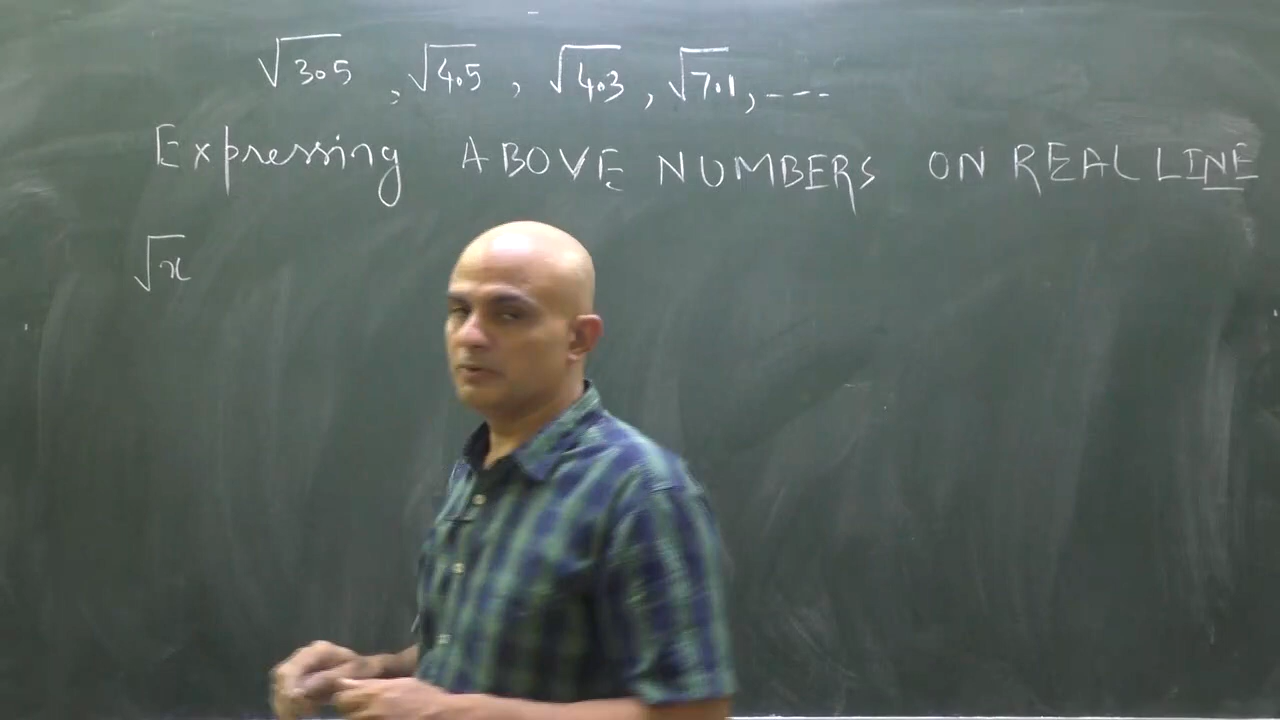 √3.5 , √4.5 , √4.3 , √7.1 , ----
Expressing ABOVE NUMBERS ON REAL LINE
√x